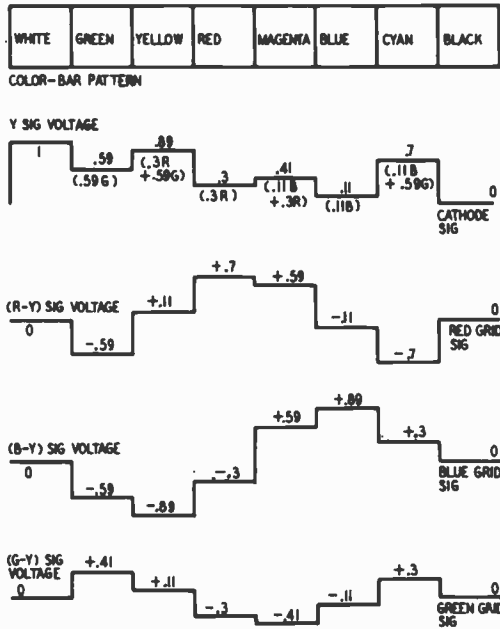 WHITE GREEN YELLOW RED MAGENTA BLUE CYAN BLACK
COLOR-BAR PATTERN
Y SIG VOLTAGE
1
.59
(.59G)
.89
(.3R
+.59G)
.3
(.3R)
.41
(.11B
+.3R)
.11
(.11B)
.7
(.11B
+.59G)
0
CATHODE
SIG
(R-Y) SIG VOLTAGE
0
-.59
+.11
+.7
+.59
-.11
-.7
0
RED GRID
SIG
(B-Y) SIG VOLTAGE
0
-.59
-.89
-.3
+.59
+.89
+.3
0
BLUE GRID
SIG
(G-Y) SIG
VOLTAGE
0
+.41
+.11
-.3
-.41
-.11
+.3
0
GREEN GRID
SIG